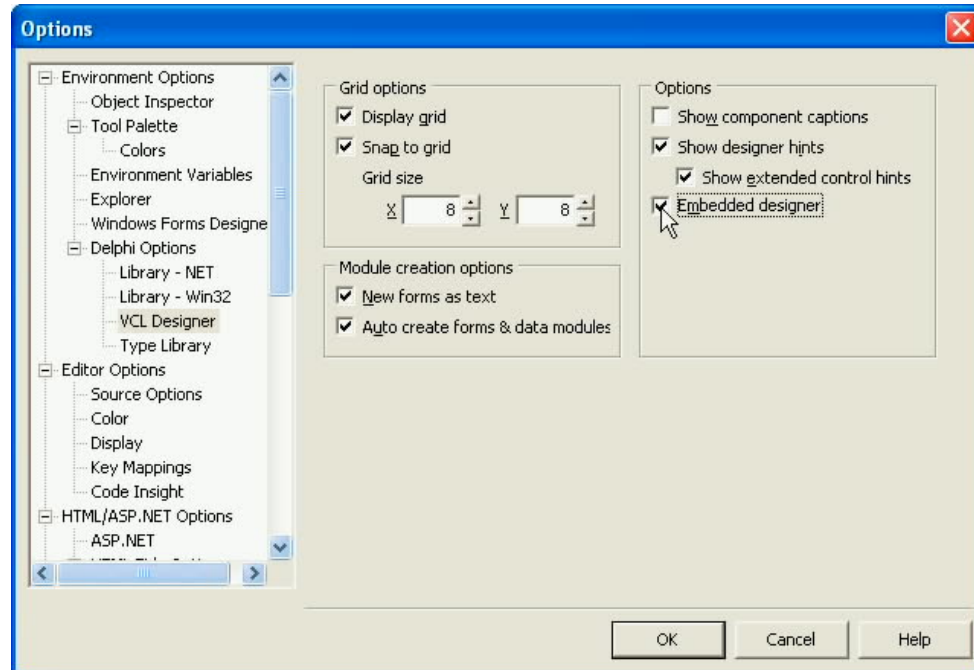 Options
Environment Options
Object Inspector
Tool Palette
Colors
Environment Variables
Explorer
Windows Forms Designe
Delphi Options
Library - NET
Library - Win32
VCL Designer
Type Library
Editor Options
Source Options
Color
Display
Key Mappings
Code Insight
HTML/ASP.NET Options
ASP.NET
Grid options
Display grid
Snap to grid
Grid size
X 8 Y 8
Module creation options
New forms as text
Auto create forms & data modules
Options
Show component captions
Show designer hints
Show extended control hints
Embedded designer
OK Cancel Help